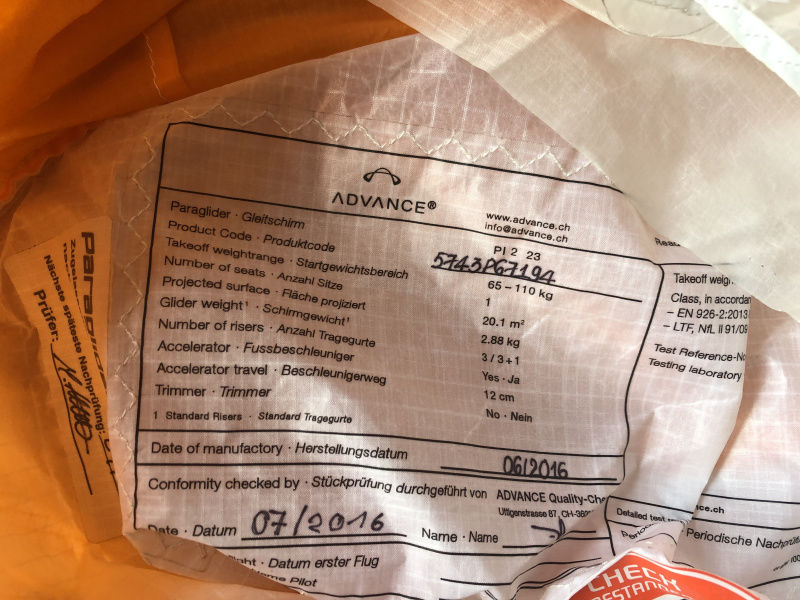 ADVANCE®
www.advance.ch
info@advance.ch
Paraglider · Gleitschirm PI 2 23
Product Code · Produktcode 5743P67194
Takeoff weightrange · Startgewichtsbereich 65 – 110 kg
Number of seats · Anzahl Sitze 1
Projected surface · Fläche projiziert 20.1 m²
Glider weight¹ · Schirmgewicht¹ 2.88 kg
Number of risers · Anzahl Tragegurte 3 / 3+1
Accelerator · Fussbeschleuniger Yes · Ja
Accelerator travel · Beschleunigerweg 12 cm
Trimmer · Trimmer No · Nein
1 Standard Risers · Standard Tragegurte
Date of manufactory · Herstellungsdatum 06/2016
Conformity checked by · Stückprüfung durchgeführt von ADVANCE Quality-Che
Uttigenstrasse 87, CH-36
Date · Datum 07/2016 Name · Name
ht · Datum erster Flug
me Pilot
Takeoff weig
Class, in accordan
– EN 926-2:2013
– LTF, NfL II 91/09
Test Reference-No
Testing laboratory
ce.ch
Detailed test
Periodische Nachprü
CHECK
Nächste späteste Nachprüfung:
Prüfer: